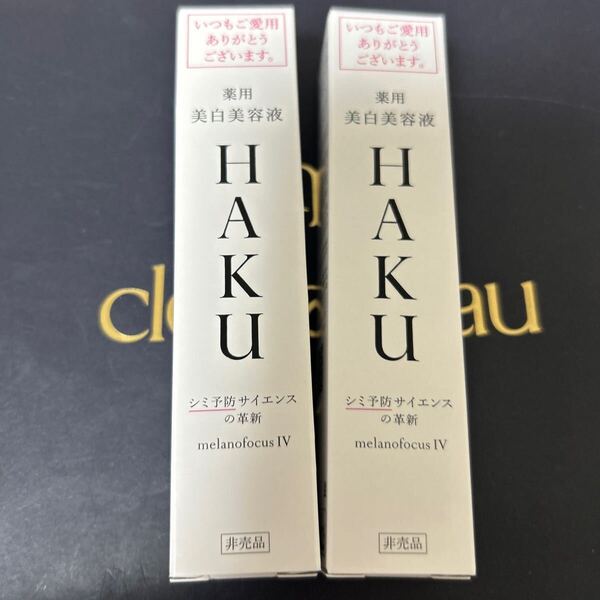 いつもご愛用
ありがとう
ございます。
薬用
美白美容液
HAKU
シミ予防サイエンス
の革新
melanofocus IV
非売品
いつもご愛用
ありがとう
ございます。
薬用
美白美容液
HAKU
シミ予防サイエンス
の革新
melanofocus IV
非売品